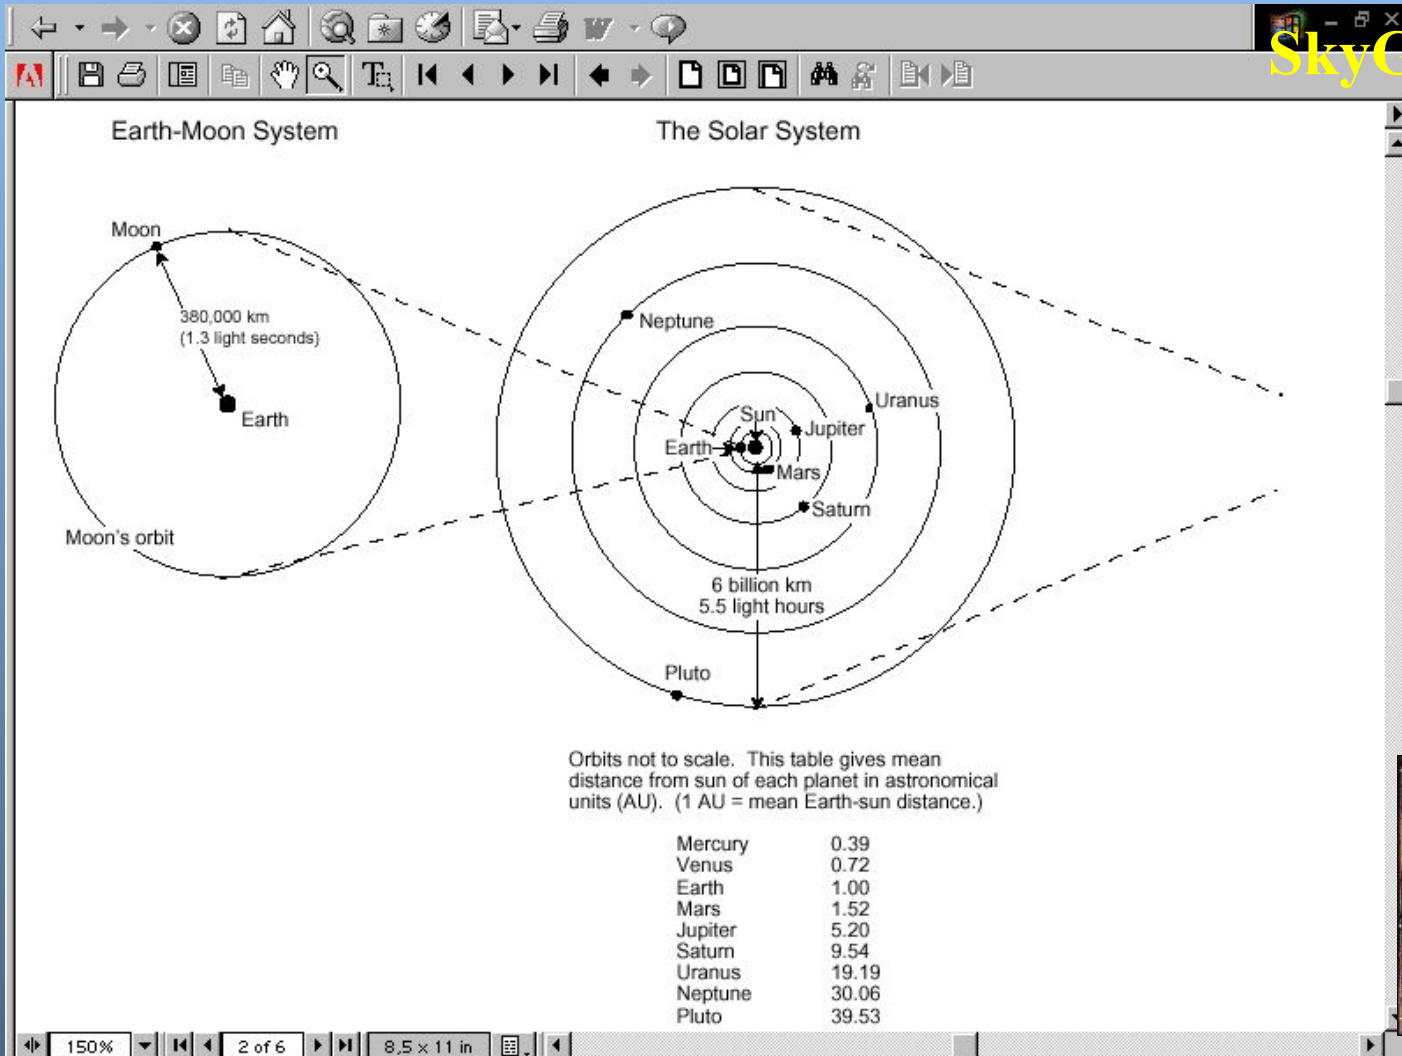 SkyC
Earth-Moon System
The Solar System
Moon
380,000 km
(1.3 light seconds)
Earth
Moon's orbit
Neptune
Uranus
Sun
Jupiter
Earth
Mars
Saturn
6 billion km
5.5 light hours
Pluto
Orbits not to scale. This table gives mean
distance from sun of each planet in astronomical
units (AU). (1 AU = mean Earth-sun distance.)
Mercury 0.39
Venus 0.72
Earth 1.00
Mars 1.52
Jupiter 5.20
Saturn 9.54
Uranus 19.19
Neptune 30.06
Pluto 39.53
150% 2 of 6 8,5 x 11 in